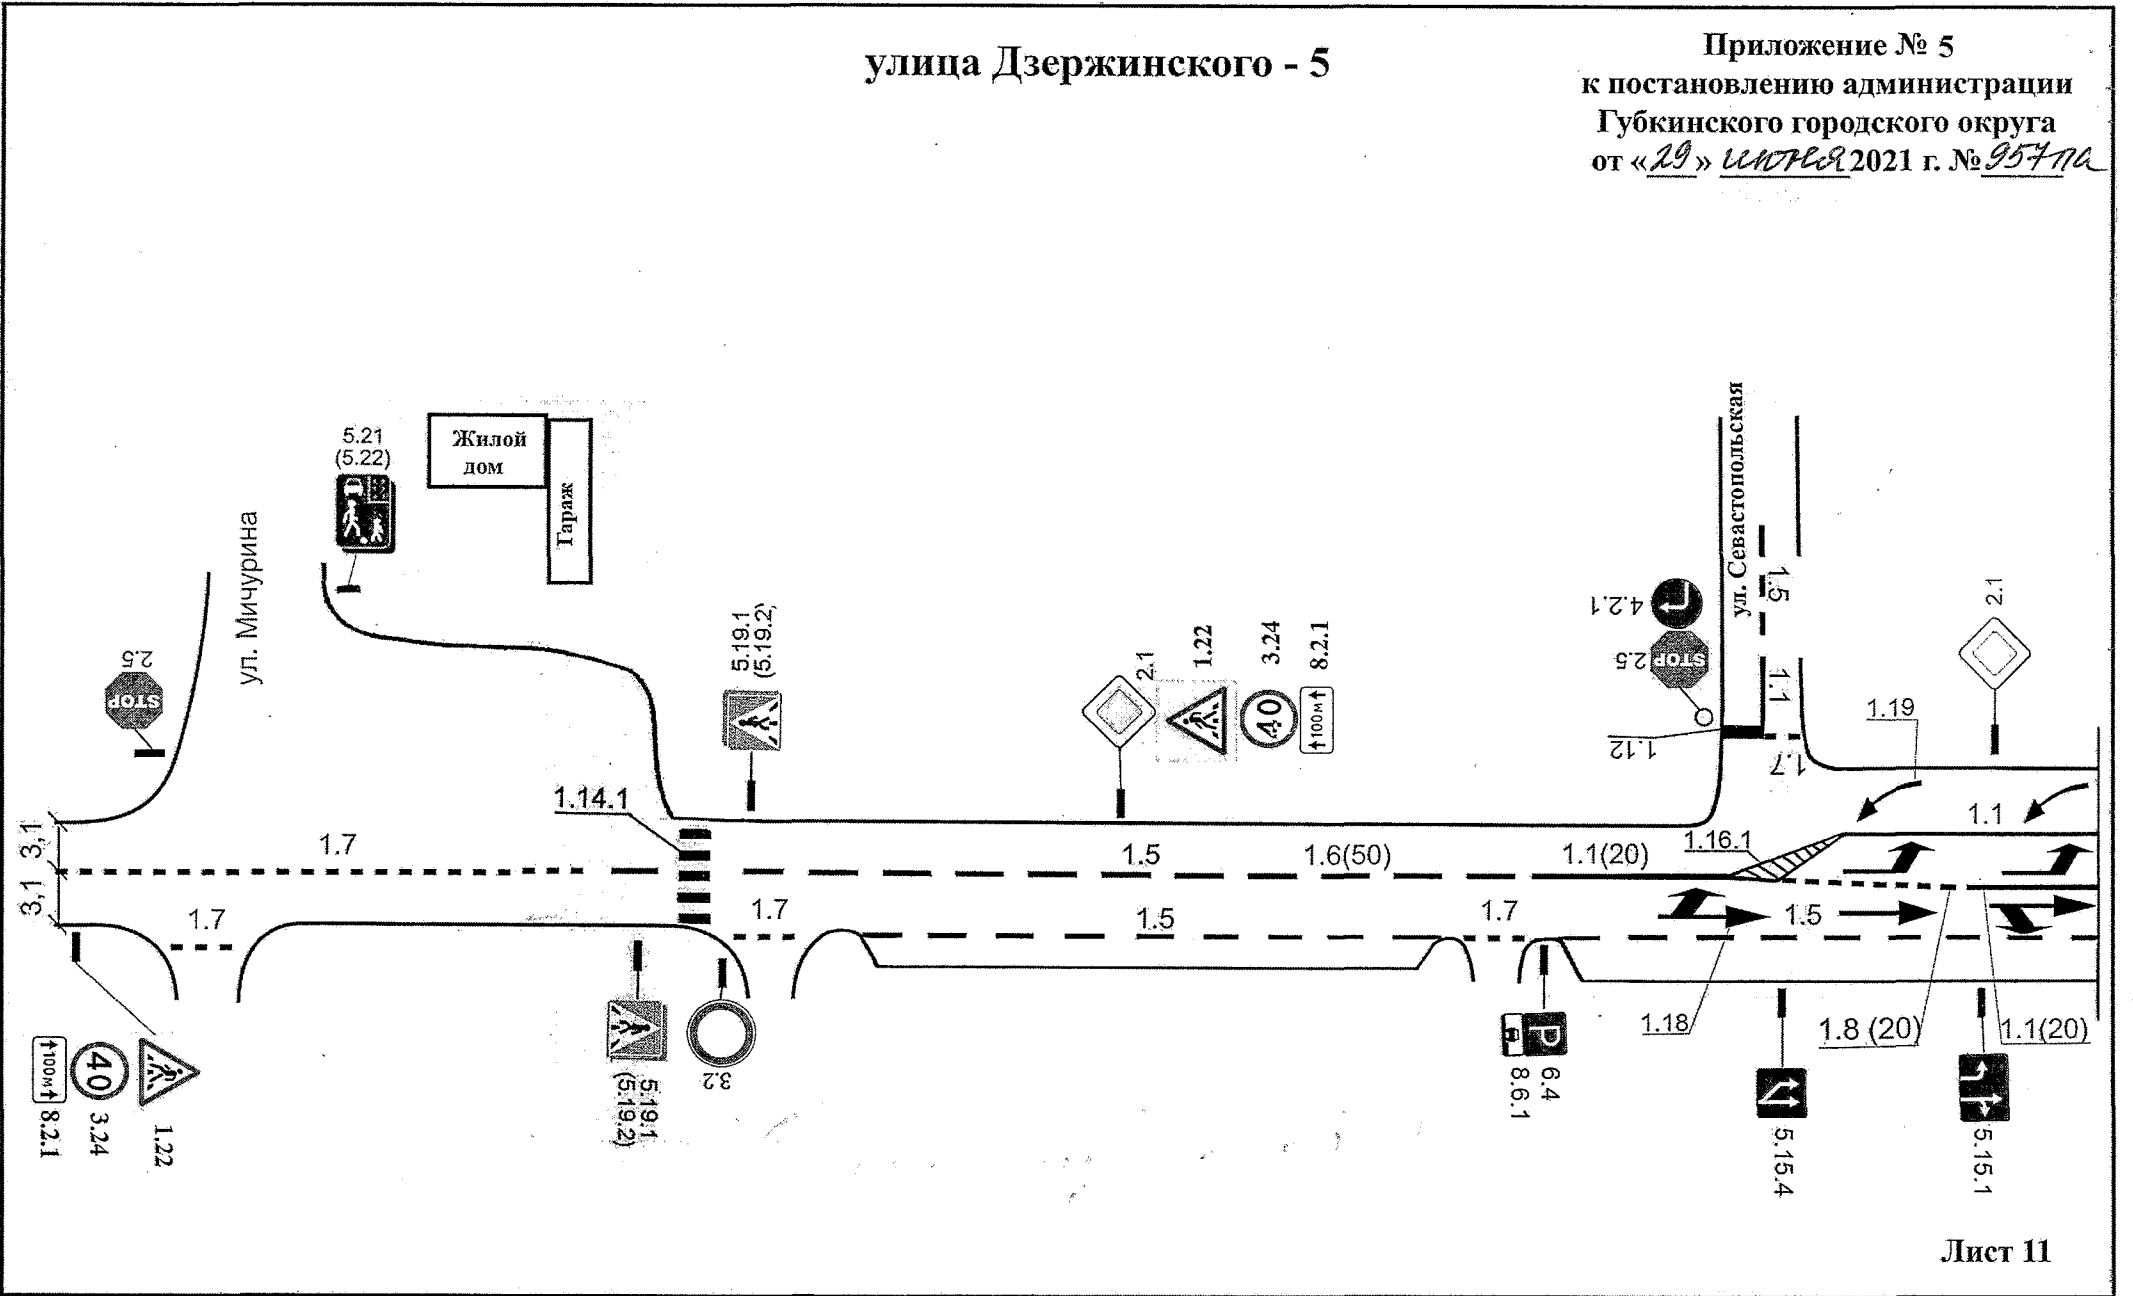 улица Дзержинского - 5
Приложение № 5
к постановлению администрации
Губкинского городского округа
от «29» июня 2021 г. № 957па
Жилой
дом
Гараж
5.21
(5.22)
ул. Мичурина
2.5
STOP
5.19.1
(5.19.2)
2.1
1.22
3.24
8.2.1
40
100м
ул. Севастопольская
4.2.1
2.5
STOP
1.5
1.1
1.12
1.7
2.1
1.19
1.1
1.14.1
3,1
3,1
1.7
1.7
1.5
1.6(50)
1.1(20)
1.16.1
1.7
1.5
1.7
1.5
1.18
1.8 (20)
1.1(20)
100м
40
8.2.1
3.24
1.22
5.19.1
(5.19.2)
3.2
P
6.4
8.6.1
5.15.4
5.15.1
Лист 11